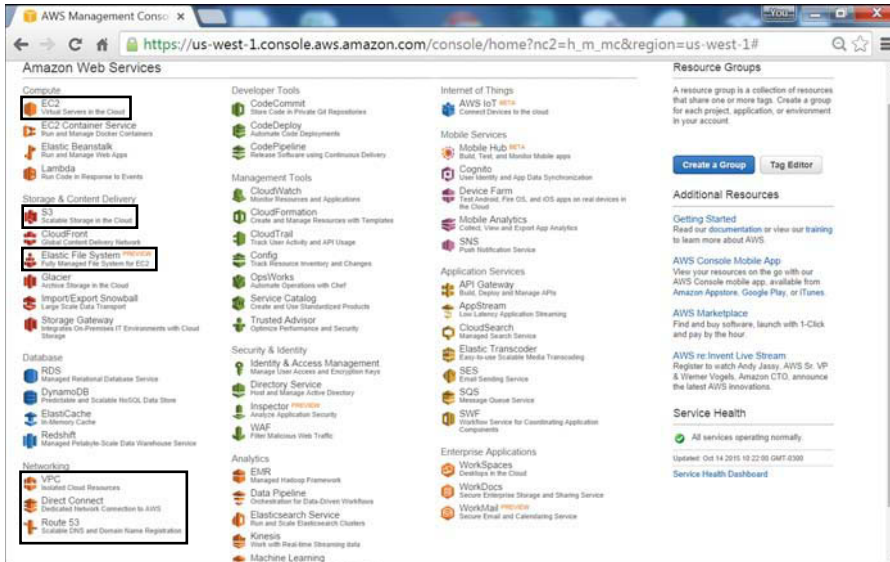 AWS Management Conso
YOU
https://us-west-1.console.aws.amazon.com/console/home?nc2=h_m_mc&region=us-west-1#
Amazon Web Services
Compute
EC2
Virtual Servers in the Cloud
EC2 Container Service
Run and Manage Docker Containers
Elastic Beanstalk
Run and Manage Web Apps
Lambda
Run Code in Response to Events
Storage & Content Delivery
S3
Scalable Storage in the Cloud
CloudFront
Global Content Delivery Network
Elastic File System PREVIEW
Fully Managed File System for EC2
Glacier
Archive Storage in the Cloud
Import/Export Snowball
Large Scale Data Transport
Storage Gateway
Integrates On-Premises IT Environments with Cloud
Storage
Database
RDS
Managed Relational Database Service
DynamoDB
Predictable and Scalable NoSQL Data Store
ElastiCache
In-Memory Cache
Redshift
Managed Petabyte-Scale Data Warehouse Service
Networking
VPC
Isolated Cloud Resources
Direct Connect
Dedicated Network Connection to AWS
Route 53
Scalable DNS and Domain Name Registration
Developer Tools
CodeCommit
Store Code in Private Git Repositories
CodeDeploy
Automate Code Deployments
CodePipeline
Release Software using Continuous Delivery
Management Tools
CloudWatch
Monitor Resources and Applications
CloudFormation
Create and Manage Resources with Templates
CloudTrail
Track User Activity and API Usage
Config
Track Resource Inventory and Changes
OpsWorks
Automate Operations with Chef
Service Catalog
Create and Use Standardized Products
Trusted Advisor
Optimize Performance and Security
Security & Identity
Identity & Access Management
Manage User Access and Encryption Keys
Directory Service
Host and Manage Active Directory
Inspector PREVIEW
Analyze Application Security
WAF
Filter Malicious Web Traffic
Analytics
EMR
Managed Hadoop Framework
Data Pipeline
Orchestration for Data-Driven Workflows
Elasticsearch Service
Run and Scale Elasticsearch Clusters
Kinesis
Work with Real-time Streaming data
Machine Learning
Internet of Things
AWS IoT BETA
Connect Devices to the cloud
Mobile Services
Mobile Hub BETA
Build, Test, and Monitor Mobile apps
Cognito
User Identity and App Data Synchronization
Device Farm
Test Android, Fire OS, and iOS apps on real devices in
the Cloud
Mobile Analytics
Collect, View and Export App Analytics
SNS
Push Notification Service
Application Services
API Gateway
Build, Deploy and Manage APIs
AppStream
Low Latency Application Streaming
CloudSearch
Managed Search Service
Elastic Transcoder
Easy-to-use Scalable Media Transcoding
SES
Email Sending Service
SQS
Message Queue Service
SWF
Workflow Service for Coordinating Application
Components
Enterprise Applications
WorkSpaces
Desktops in the Cloud
WorkDocs
Secure Enterprise Storage and Sharing Service
WorkMail PREVIEW
Secure Email and Calendaring Service
Resource Groups
A resource group is a collection of resources
that share one or more tags. Create a group
for each project, application, or environment
in your account.
Create a Group
Tag Editor
Additional Resources
Getting Started
Read our documentation or view our training
to learn more about AWS.
AWS Console Mobile App
View your resources on the go with our
AWS Console mobile app, available from
Amazon Appstore, Google Play, or iTunes.
AWS Marketplace
Find and buy software, launch with 1-Click
and pay by the hour.
AWS re:Invent Live Stream
Register to watch Andy Jassy, AWS Sr. VP
& Werner Vogels, Amazon CTO, announce
the latest AWS innovations.
Service Health
All services operating normally.
Updated: Oct 14 2015 10:22:00 GMT-0300
Service Health Dashboard